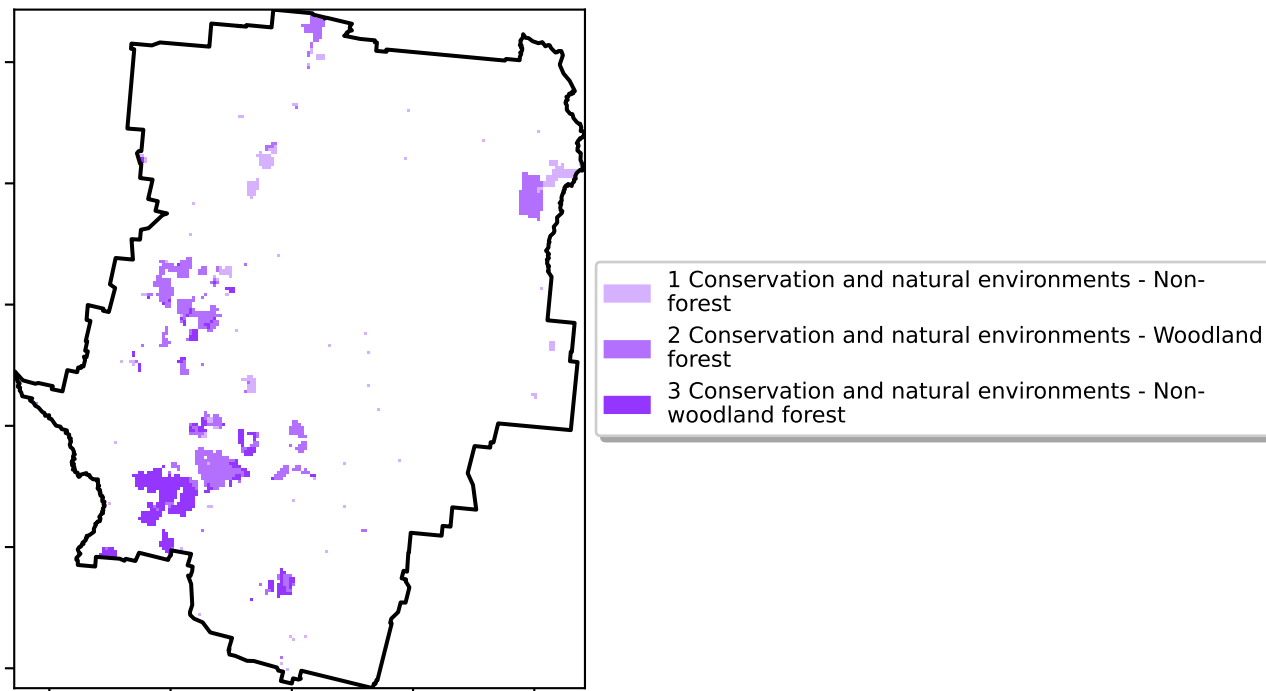 1 Conservation and natural environments - Non-
forest
2 Conservation and natural environments - Woodland
forest
3 Conservation and natural environments - Non-
woodland forest